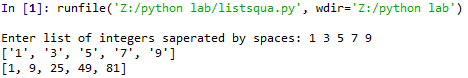 In [1]: runfile('Z:/python lab/listsqua.py', wdir='Z:/python lab')
Enter list of integers saperated by spaces: 1 3 5 7 9
['1', '3', '5', '7', '9']
[1, 9, 25, 49, 81]